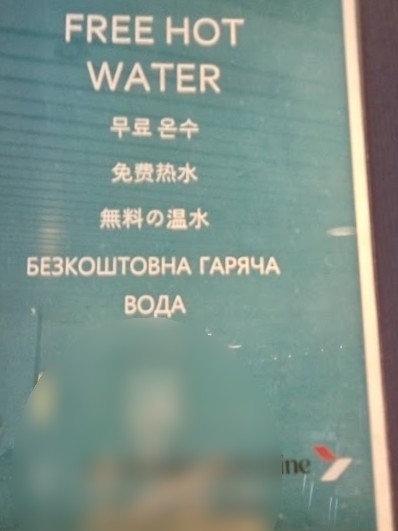 FREE HOT
WATER
무료 온수
免费热水
無料の温水
БЕЗКОШТОВНА ГАРЯЧА
ВОДА
ine